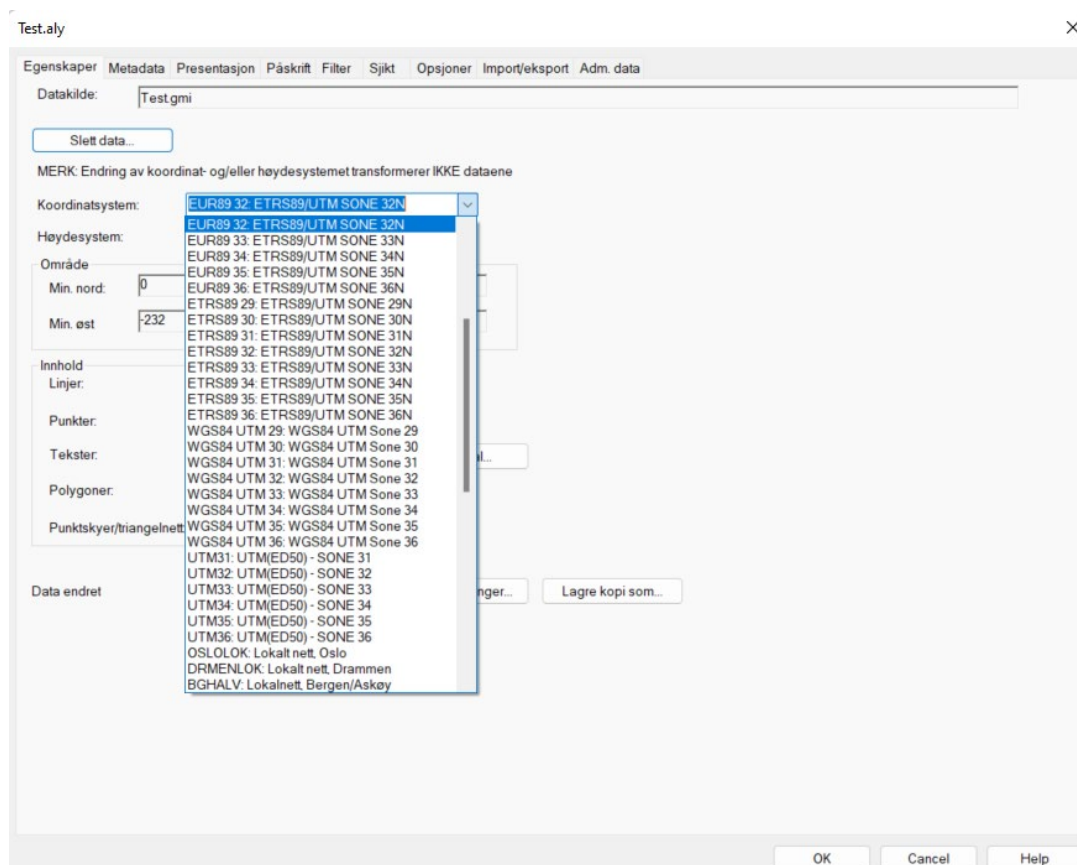 Test.aly
Egenskaper Metadata Presentasjon Påskrift Filter Sjikt Opsjoner Import/eksport Adm. data
Datakilde: Test.gmi
Slett data...
MERK: Endring av koordinat- og/eller høydesystemet transformerer IKKE dataene
Koordinatsystem: EUR89 32: ETRS89/UTM SONE 32N
Høydesystem:
Område
Min. nord: 0
Min. øst -232
Innhold
Linjer:
Punkter:
Tekster:
Polygoner:
Punktskyer/triangelnett
EUR89 32: ETRS89/UTM SONE 32N
EUR89 33: ETRS89/UTM SONE 33N
EUR89 34: ETRS89/UTM SONE 34N
EUR89 35: ETRS89/UTM SONE 35N
EUR89 36: ETRS89/UTM SONE 36N
ETRS89 29: ETRS89/UTM SONE 29N
ETRS89 30: ETRS89/UTM SONE 30N
ETRS89 31: ETRS89/UTM SONE 31N
ETRS89 32: ETRS89/UTM SONE 32N
ETRS89 33: ETRS89/UTM SONE 33N
ETRS89 34: ETRS89/UTM SONE 34N
ETRS89 35: ETRS89/UTM SONE 35N
ETRS89 36: ETRS89/UTM SONE 36N
WGS84 UTM 29: WGS84 UTM Sone 29
WGS84 UTM 30: WGS84 UTM Sone 30
WGS84 UTM 31: WGS84 UTM Sone 31
WGS84 UTM 32: WGS84 UTM Sone 32
WGS84 UTM 33: WGS84 UTM Sone 33
WGS84 UTM 34: WGS84 UTM Sone 34
WGS84 UTM 35: WGS84 UTM Sone 35
WGS84 UTM 36: WGS84 UTM Sone 36
UTM31: UTM(ED50) - SONE 31
UTM32: UTM(ED50) - SONE 32
UTM33: UTM(ED50) - SONE 33
UTM34: UTM(ED50) - SONE 34
UTM35: UTM(ED50) - SONE 35
UTM36: UTM(ED50) - SONE 36
OSLOLOK: Lokalt nett, Oslo
DRMENLOK: Lokalt nett, Drammen
BGHALV: Lokalnett, Bergen/Askøy
Data endret
nger... Lagre kopi som...
OK Cancel Help